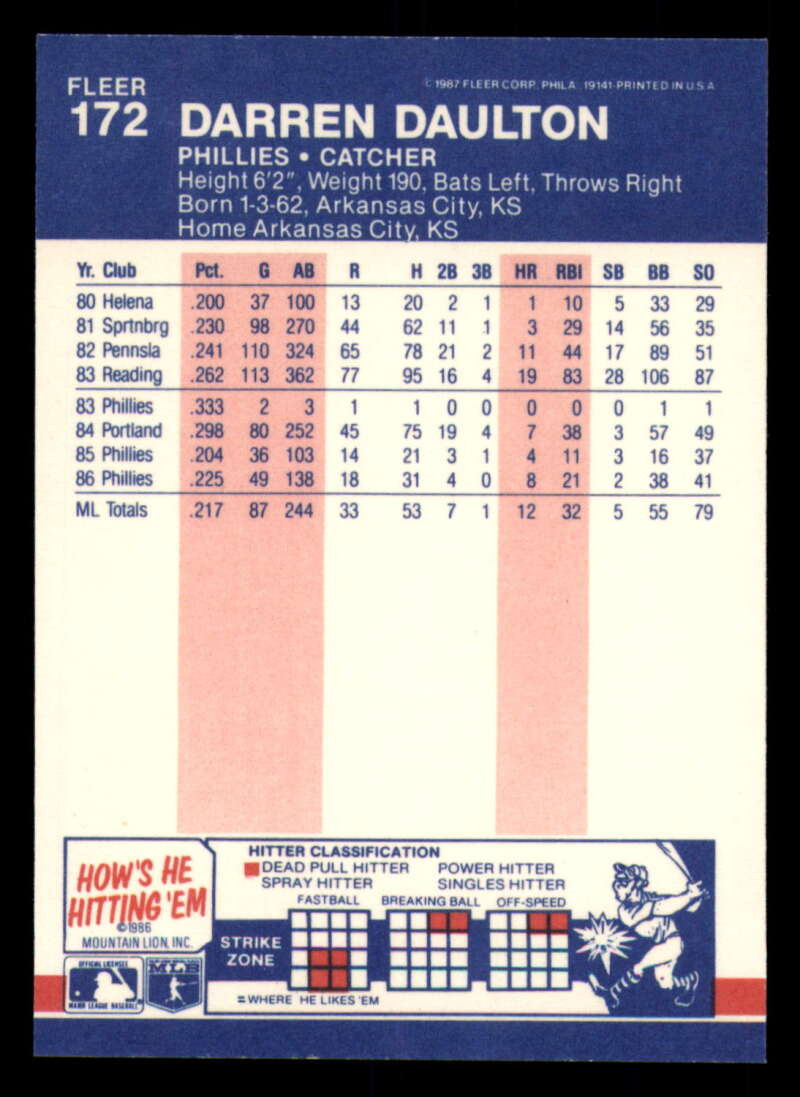 FLEER
© 1987 FLEER CORP. PHILA. 19141-PRINTED IN U.S.A
172 DARREN DAULTON
PHILLIES • CATCHER
Height 6'2", Weight 190, Bats Left, Throws Right
Born 1-3-62, Arkansas City, KS
Home Arkansas City, KS
Yr. Club Pct. G AB R H 2B 3B HR RBI SB BB SO
80 Helena .200 37 100 13 20 2 1 1 10 5 33 29
81 Sprtnbrg .230 98 270 44 62 11 1 3 29 14 56 35
82 Pennsla .241 110 324 65 78 21 2 11 44 17 89 51
83 Reading .262 113 362 77 95 16 4 19 83 28 106 87
83 Phillies .333 2 3 1 1 0 0 0 0 0 1 1
84 Portland .298 80 252 45 75 19 4 7 38 3 57 49
85 Phillies .204 36 103 14 21 3 1 4 11 3 16 37
86 Phillies .225 49 138 18 31 4 0 8 21 2 38 41
ML Totals .217 87 244 33 53 7 1 12 32 5 55 79
HOW'S HE
HITTING 'EM
©1986
MOUNTAIN LION, INC.
OFFICIAL LICENSEE
MAJOR LEAGUE BASEBALL
MLB
HITTER CLASSIFICATION
DEAD PULL HITTER POWER HITTER
SPRAY HITTER SINGLES HITTER
FASTBALL BREAKING BALL OFF-SPEED
STRIKE
ZONE
= WHERE HE LIKES 'EM